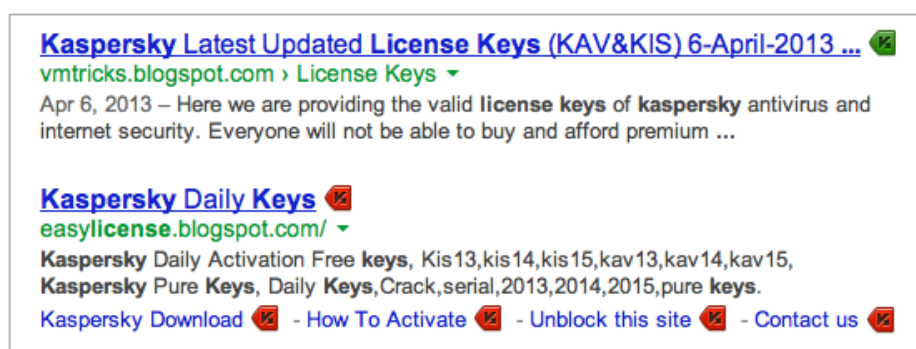 Kaspersky Latest Updated License Keys (KAV&KIS) 6-April-2013 ...
vmtricks.blogspot.com › License Keys
Apr 6, 2013 – Here we are providing the valid license keys of kaspersky antivirus and
internet security. Everyone will not be able to buy and afford premium ...
Kaspersky Daily Keys
easylicense.blogspot.com/
Kaspersky Daily Activation Free keys, Kis13,kis14,kis15,kav13,kav14,kav15,
Kaspersky Pure Keys, Daily Keys,Crack,serial,2013,2014,2015,pure keys.
Kaspersky Download - How To Activate - Unblock this site - Contact us